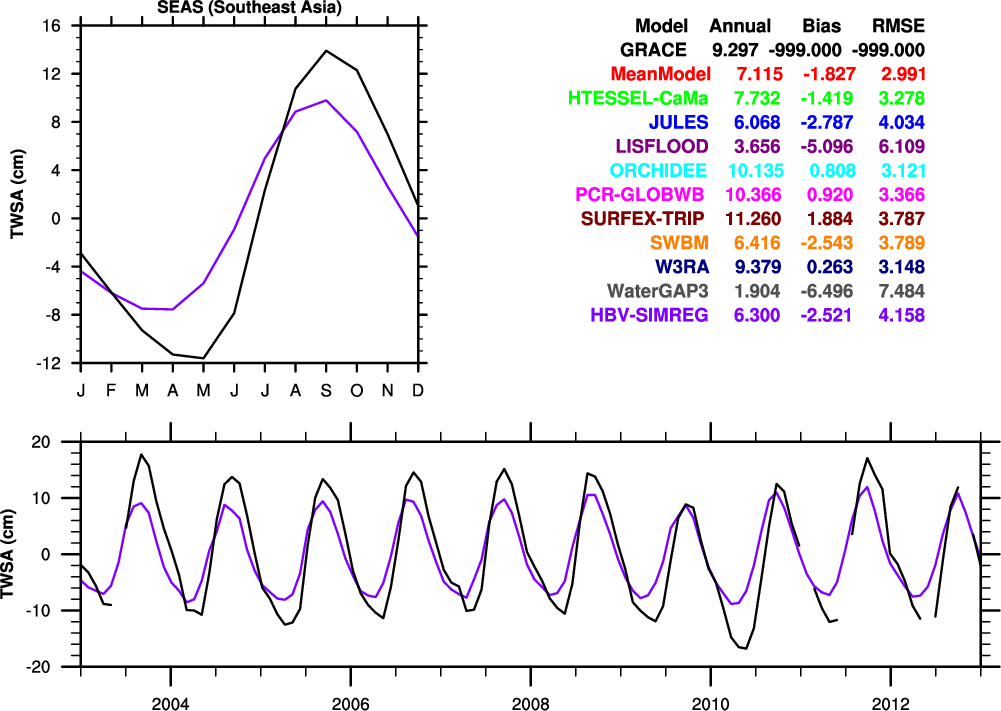 SEAS (Southeast Asia)
16
12
8
4
0
-4
-8
-12
TWSA (cm)
J F M A M J J A S O N D
Model Annual Bias RMSE
GRACE 9.297 -999.000 -999.000
MeanModel 7.115 -1.827 2.991
HTESSEL-CaMa 7.732 -1.419 3.278
JULES 6.068 -2.787 4.034
LISFLOOD 3.656 -5.096 6.109
ORCHIDEE 10.135 0.808 3.121
PCR-GLOBWB 10.366 0.920 3.366
SURFEX-TRIP 11.260 1.884 3.787
SWBM 6.416 -2.543 3.789
W3RA 9.379 0.263 3.148
WaterGAP3 1.904 -6.496 7.484
HBV-SIMREG 6.300 -2.521 4.158
20
10
0
-10
-20
TWSA (cm)
2004 2006 2008 2010 2012